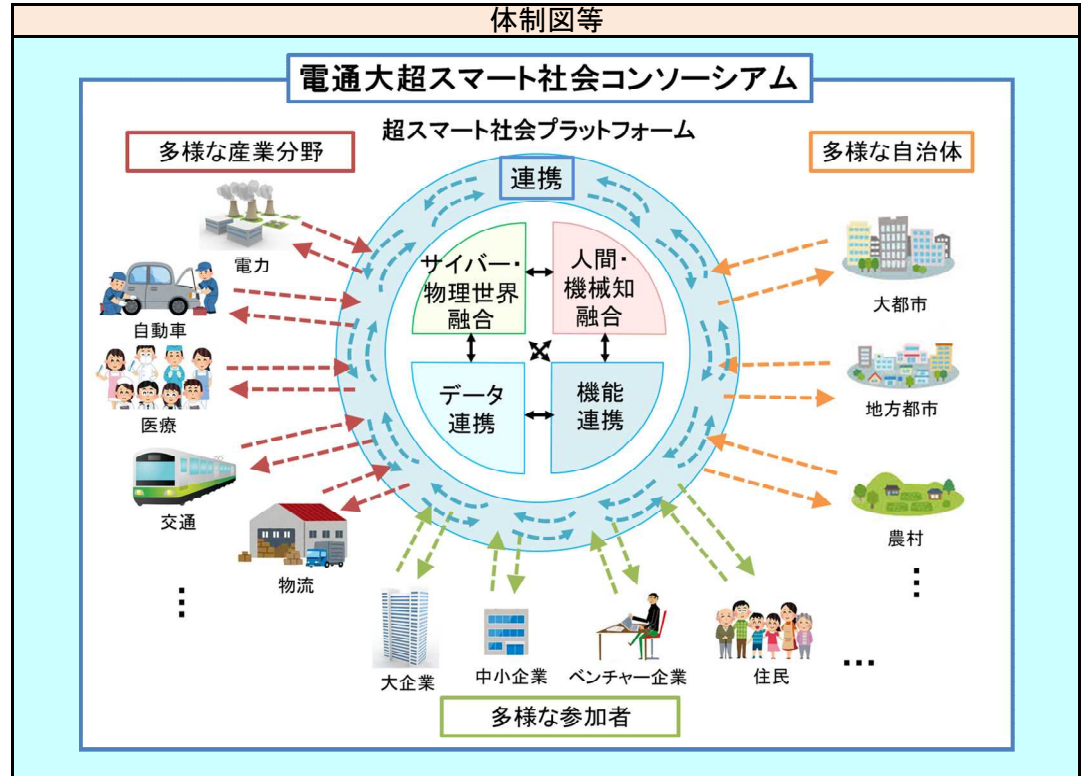 体制図等
電通大超スマート社会コンソーシアム
超スマート社会プラットフォーム
多様な産業分野
連携
多様な自治体
サイバー・
物理世界
融合
人間・
機械知
融合
データ
連携
機能
連携
電力
自動車
医療
交通
物流
⋮
大都市
地方都市
農村
⋮
大企業
中小企業
ベンチャー企業
住民
…
多様な参加者